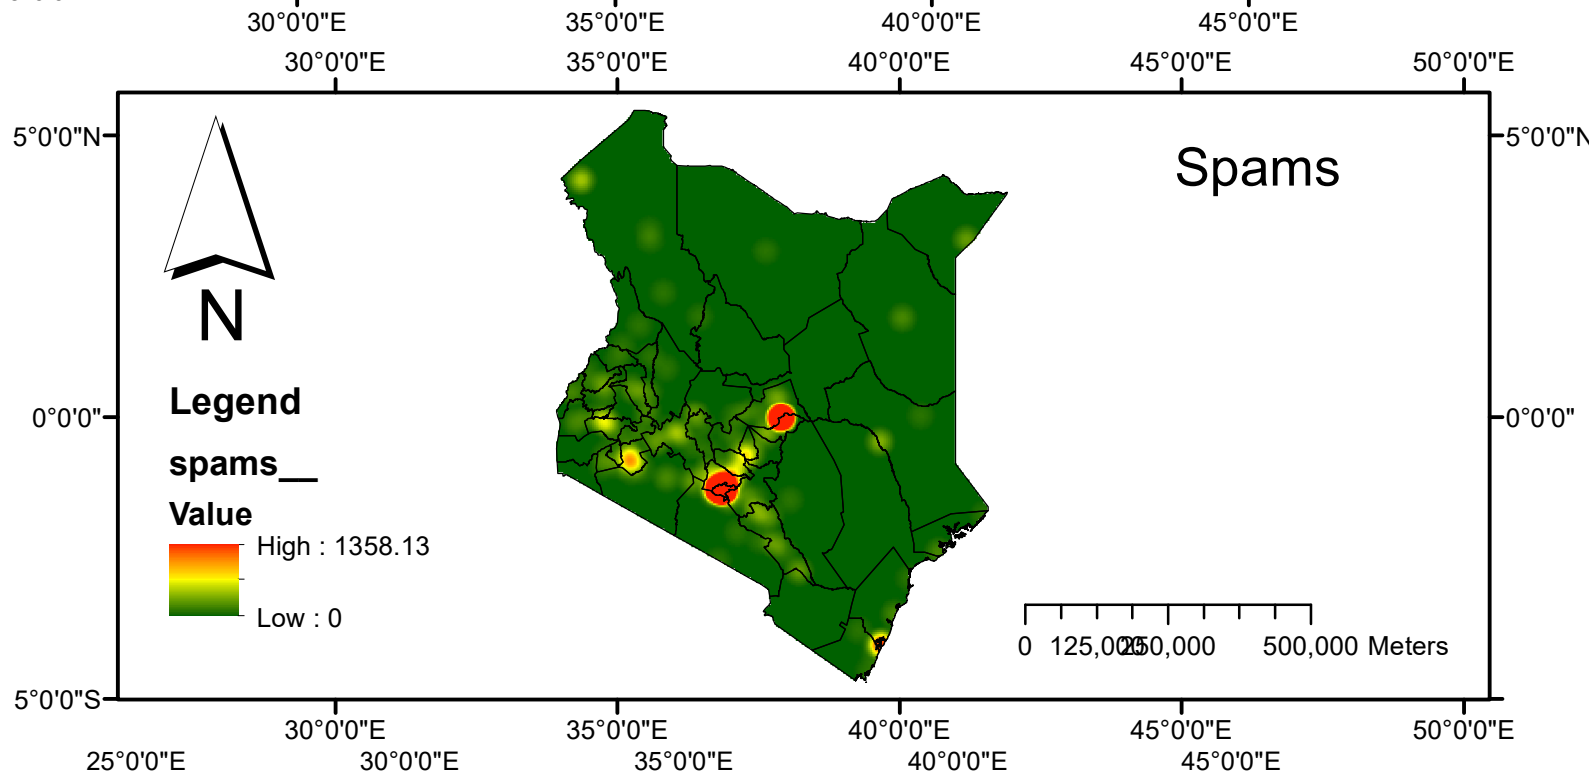 30°0'0"E 35°0'0"E 40°0'0"E 45°0'0"E
30°0'0"E 35°0'0"E 40°0'0"E 45°0'0"E 50°0'0"E
5°0'0"N 5°0'0"N
Spams
N
Legend
0°0'0" 0°0'0"
spams__
Value
High : 1358.13
Low : 0
0 125,000 250,000 500,000 Meters
5°0'0"S
30°0'0"E 35°0'0"E 40°0'0"E 45°0'0"E 50°0'0"E
25°0'0"E 30°0'0"E 35°0'0"E 40°0'0"E 45°0'0"E